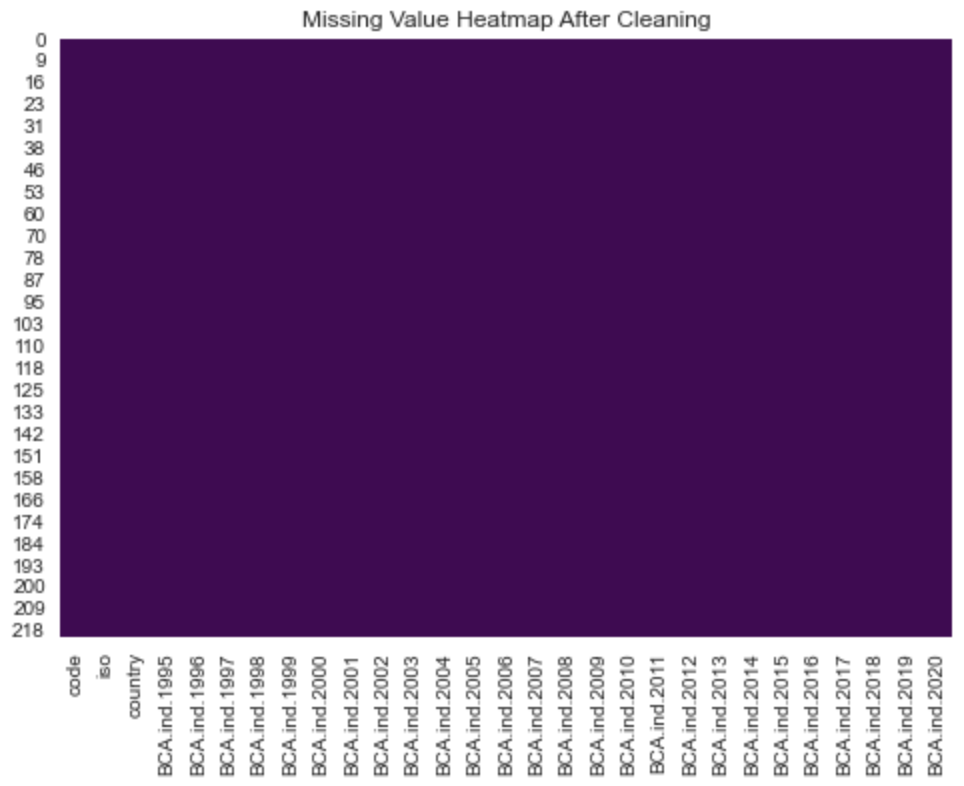 Missing Value Heatmap After Cleaning
0
9
16
23
31
38
46
53
60
70
78
87
95
103
110
118
125
133
142
151
158
166
174
184
193
200
209
218
code
iso
country
BCA.ind.1995
BCA.ind.1996
BCA.ind.1997
BCA.ind.1998
BCA.ind.1999
BCA.ind.2000
BCA.ind.2001
BCA.ind.2002
BCA.ind.2003
BCA.ind.2004
BCA.ind.2005
BCA.ind.2006
BCA.ind.2007
BCA.ind.2008
BCA.ind.2009
BCA.ind.2010
BCA.ind.2011
BCA.ind.2012
BCA.ind.2013
BCA.ind.2014
BCA.ind.2015
BCA.ind.2016
BCA.ind.2017
BCA.ind.2018
BCA.ind.2019
BCA.ind.2020